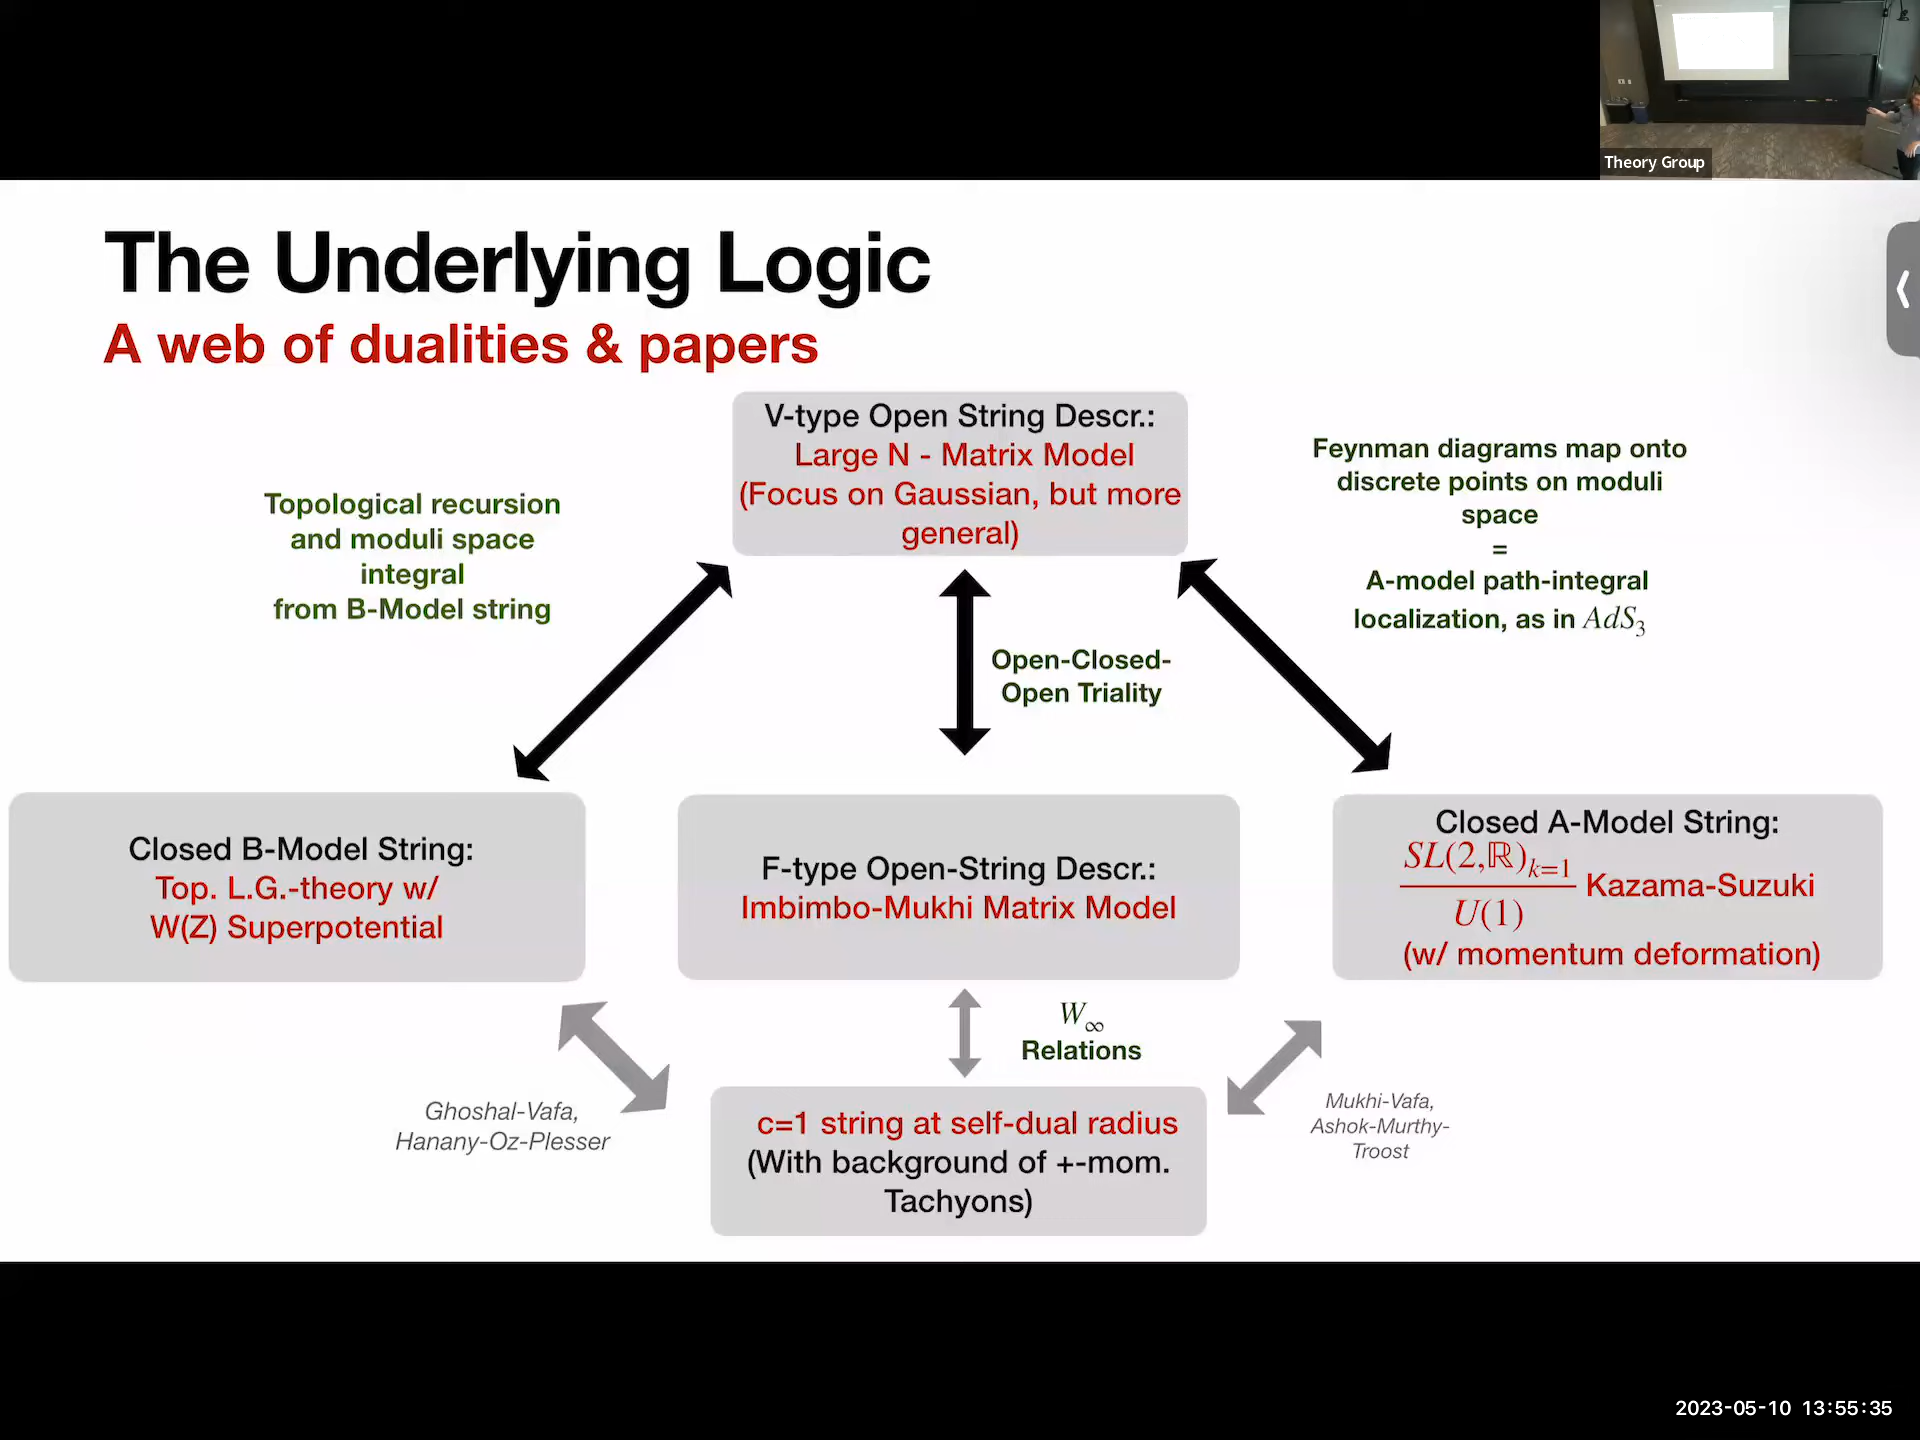 Theory Group
The Underlying Logic
A web of dualities & papers
V-type Open String Descr.:
Large N - Matrix Model
(Focus on Gaussian, but more
general)
Topological recursion
and moduli space
integral
from B-Model string
Feynman diagrams map onto
discrete points on moduli
space
=
A-model path-integral
localization, as in AdS₃
Open-Closed-
Open Triality
Closed B-Model String:
Top. L.G.-theory w/
W(Z) Superpotential
F-type Open-String Descr.:
Imbimbo-Mukhi Matrix Model
Closed A-Model String:
SL(2,ℝ)ₖ₌₁
U(1)
Kazama-Suzuki
(w/ momentum deformation)
W∞
Relations
Ghoshal-Vafa,
Hanany-Oz-Plesser
c=1 string at self-dual radius
(With background of +-mom.
Tachyons)
Mukhi-Vafa,
Ashok-Murthy-
Troost
2023-05-10 13:55:35